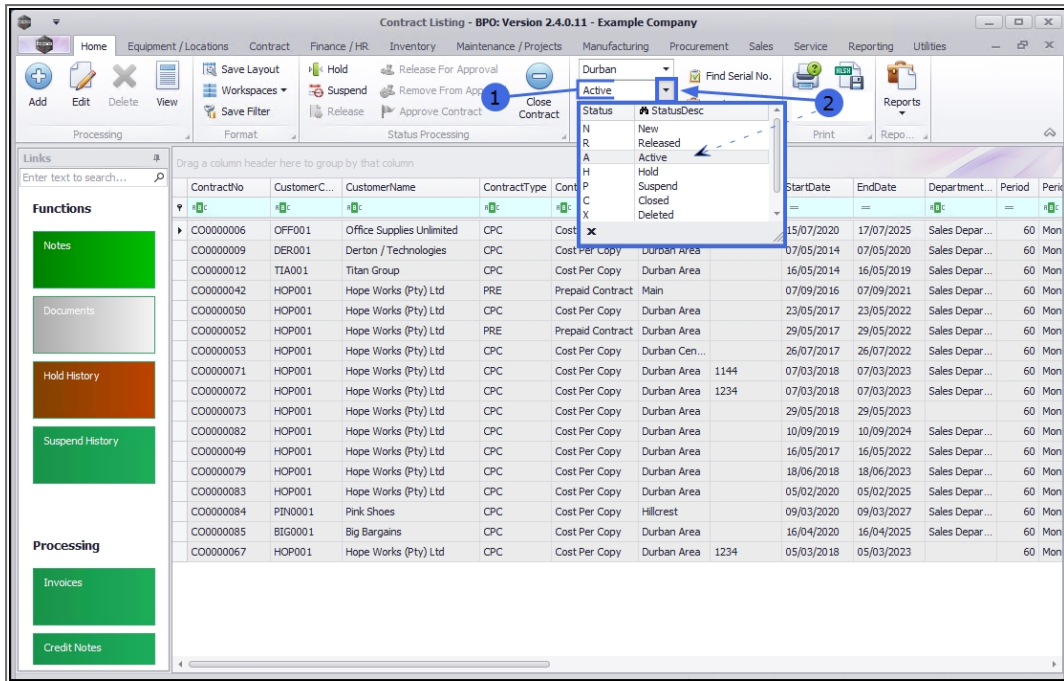 Contract Listing - BPO: Version 2.4.0.11 - Example Company
Home Equipment / Locations Contract Finance / HR Inventory Maintenance / Projects Manufacturing Procurement Sales Service Reporting Utilities
Save Layout Hold Release For Approval Durban Find Serial No.
Workspaces Suspend Remove From App Active
Add Edit Delete View Close Contract Reports
Save Filter Release Approve Contract
Processing Format Status Processing Print Repo...
1
2
Status StatusDesc
N New
R Released
A Active
H Hold
P Suspend
C Closed
X Deleted
Links
Enter text to search...
Functions
Notes
Documents
Hold History
Suspend History
Processing
Invoices
Credit Notes
Drag a column header here to group by that column
ContractNo CustomerC... CustomerName ContractType Cont StartDate EndDate Department... Period Perio
CO0000006 OFF001 Office Supplies Unlimited CPC Cost 15/07/2020 17/07/2025 Sales Depar... 60 Mon
CO0000009 DER001 Derton / Technologies CPC Cost Per Copy Durban Area 07/05/2014 07/05/2020 Sales Depar... 60 Mon
CO0000012 TIA001 Titan Group CPC Cost Per Copy Durban Area 16/05/2014 16/05/2019 Sales Depar... 60 Mon
CO0000042 HOP001 Hope Works (Pty) Ltd PRE Prepaid Contract Main 07/09/2016 07/09/2021 Sales Depar... 60 Mon
CO0000050 HOP001 Hope Works (Pty) Ltd CPC Cost Per Copy Durban Area 23/05/2017 23/05/2022 Sales Depar... 60 Mon
CO0000052 HOP001 Hope Works (Pty) Ltd PRE Prepaid Contract Durban Area 29/05/2017 29/05/2022 Sales Depar... 60 Mon
CO0000053 HOP001 Hope Works (Pty) Ltd CPC Cost Per Copy Durban Cen... 26/07/2017 26/07/2022 Sales Depar... 60 Mon
CO0000071 HOP001 Hope Works (Pty) Ltd CPC Cost Per Copy Durban Area 1144 07/03/2018 07/03/2023 Sales Depar... 60 Mon
CO0000072 HOP001 Hope Works (Pty) Ltd CPC Cost Per Copy Durban Area 1234 07/03/2018 07/03/2023 Sales Depar... 60 Mon
CO0000073 HOP001 Hope Works (Pty) Ltd CPC Cost Per Copy Durban Area 29/05/2018 29/05/2023 60 Mon
CO0000082 HOP001 Hope Works (Pty) Ltd CPC Cost Per Copy Durban Area 10/09/2019 10/09/2024 Sales Depar... 60 Mon
CO0000049 HOP001 Hope Works (Pty) Ltd CPC Cost Per Copy Durban Area 16/05/2017 16/05/2022 Sales Depar... 60 Mon
CO0000079 HOP001 Hope Works (Pty) Ltd CPC Cost Per Copy Durban Area 18/06/2018 18/06/2023 Sales Depar... 60 Mon
CO0000083 HOP001 Hope Works (Pty) Ltd CPC Cost Per Copy Durban Area 05/02/2020 05/02/2025 Sales Depar... 60 Mon
CO0000084 PIN0001 Pink Shoes CPC Cost Per Copy Hillcrest 09/03/2020 09/03/2027 Sales Depar... 60 Mon
CO0000085 BIG0001 Big Bargains CPC Cost Per Copy Durban Area 16/04/2020 16/04/2025 Sales Depar... 60 Mon
CO0000067 HOP001 Hope Works (Pty) Ltd CPC Cost Per Copy Durban Area 1234 05/03/2018 05/03/2023 60 Mon